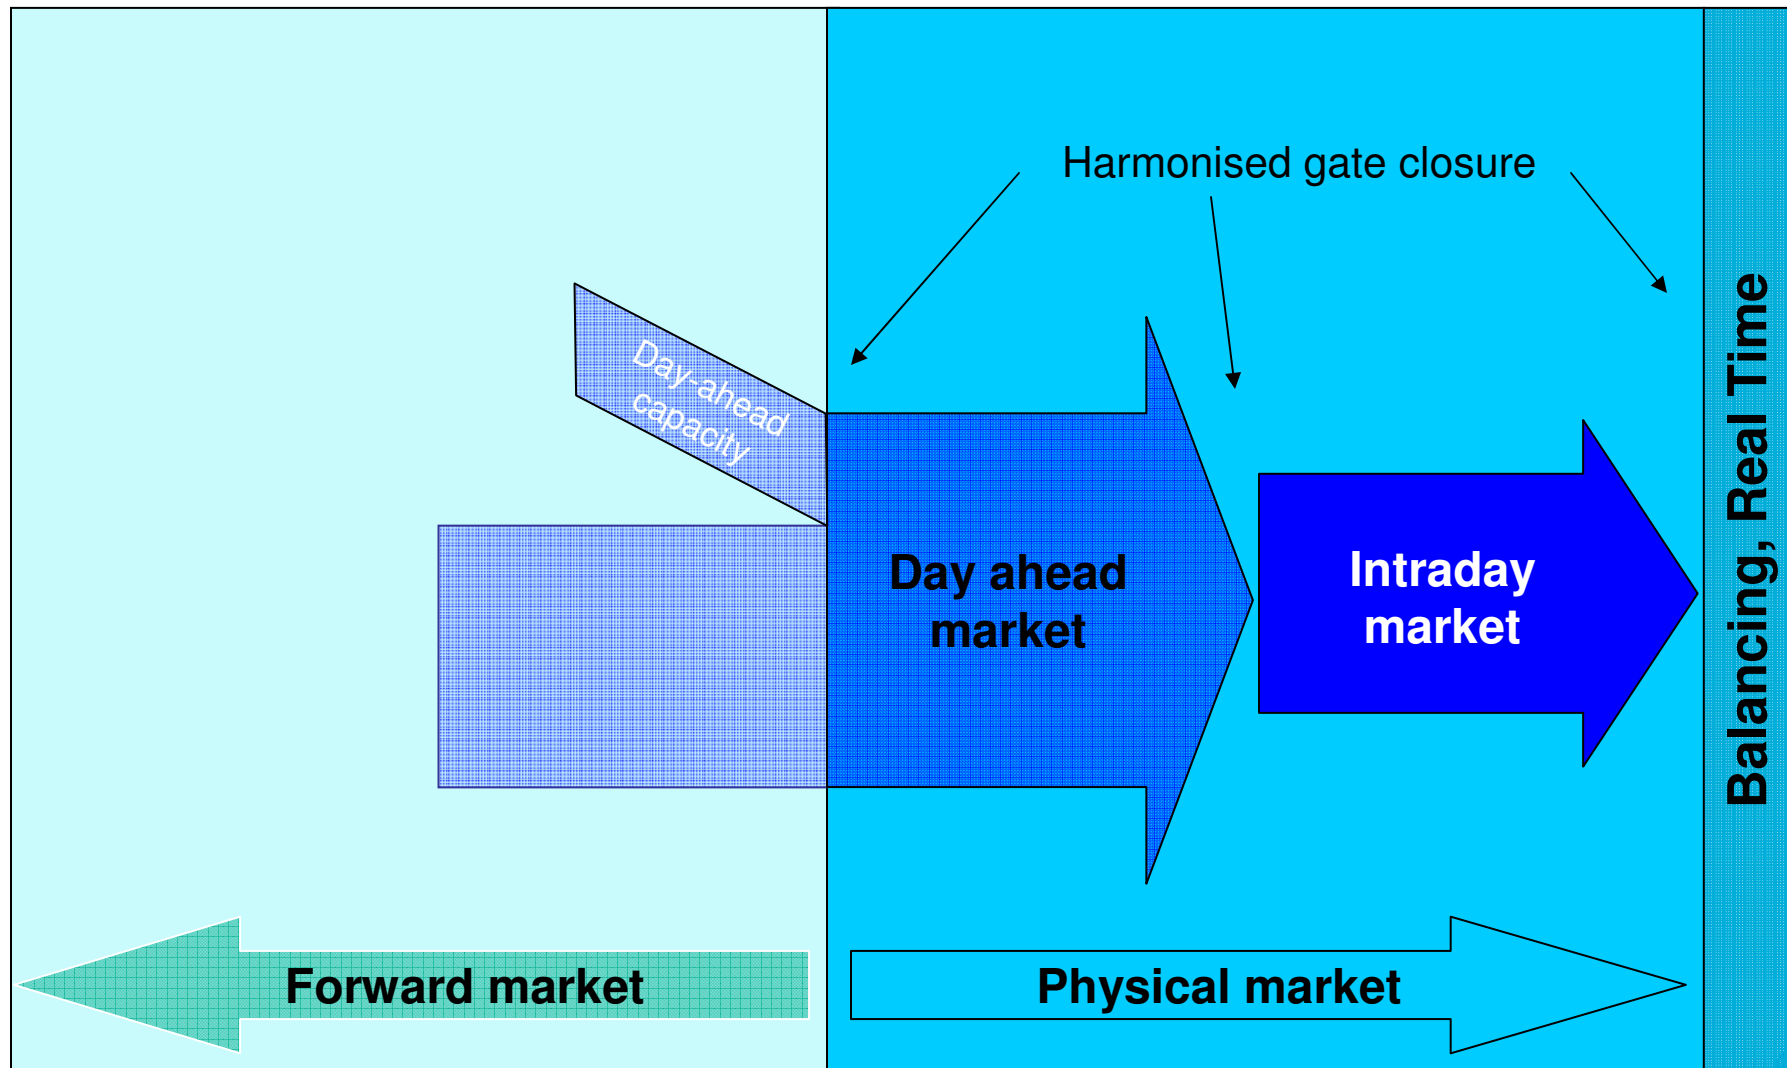 Harmonised gate closure
Day-ahead
capacity
Day ahead
market
Intraday
market
Balancing, Real Time
Forward market
Physical market